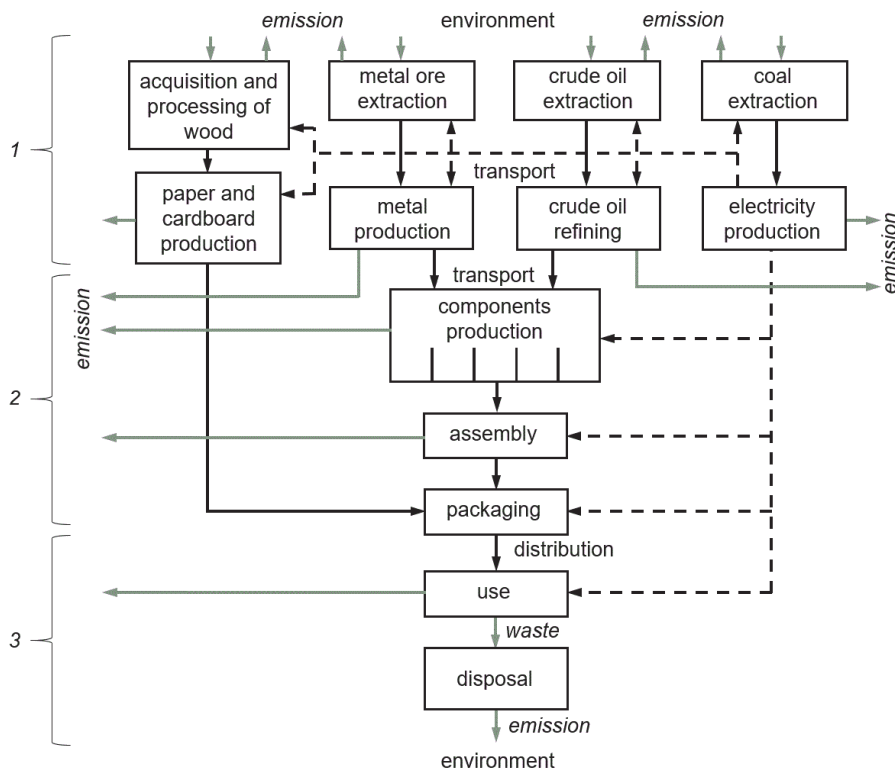 emission
environment
emission
acquisition and
processing of
wood
metal ore
extraction
crude oil
extraction
coal
extraction
1
transport
paper and
cardboard
production
metal
production
crude oil
refining
electricity
production
emission
transport
emission
components
production
2
assembly
packaging
distribution
use
3
waste
disposal
emission
environment